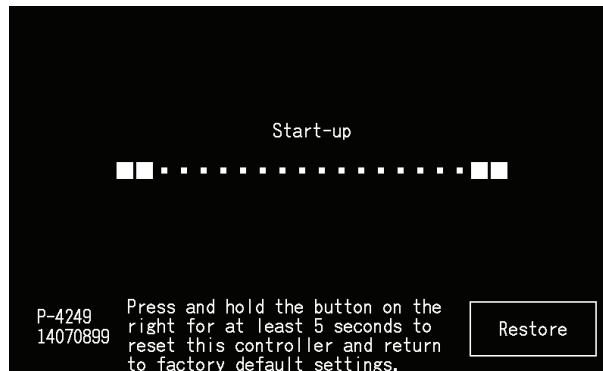 Start-up
P-4249
14070899
Press and hold the button on the
right for at least 5 seconds to
reset this controller and return
to factory default settings.
Restore